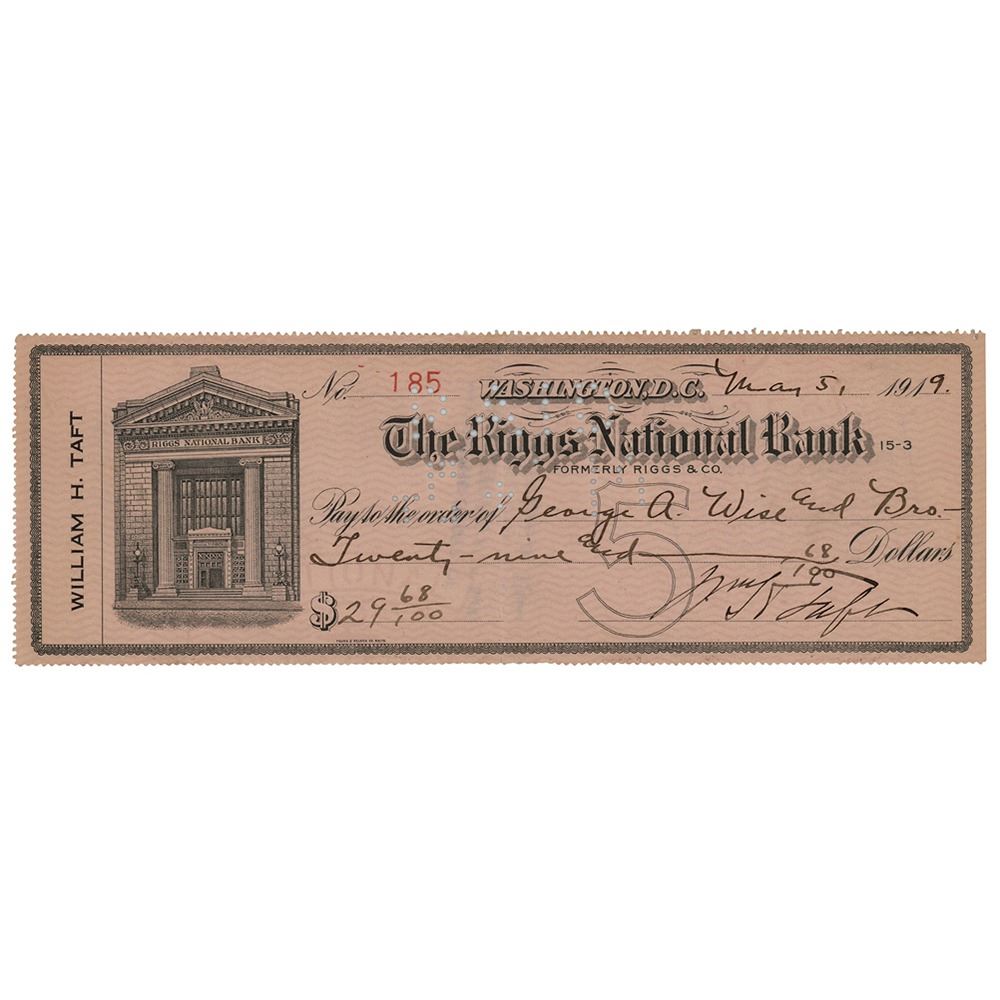 WILLIAM H. TAFT
RIGGS NATIONAL BANK
No. 185 WASHINGTON, D.C. May 5, 1919.
The Riggs National Bank 15-3
FORMERLY RIGGS & CO.
Pay to the order of George A. Wise and Bro.—
Twenty-nine and 68/100 Dollars
$29 68/100
5
Wm H Taft